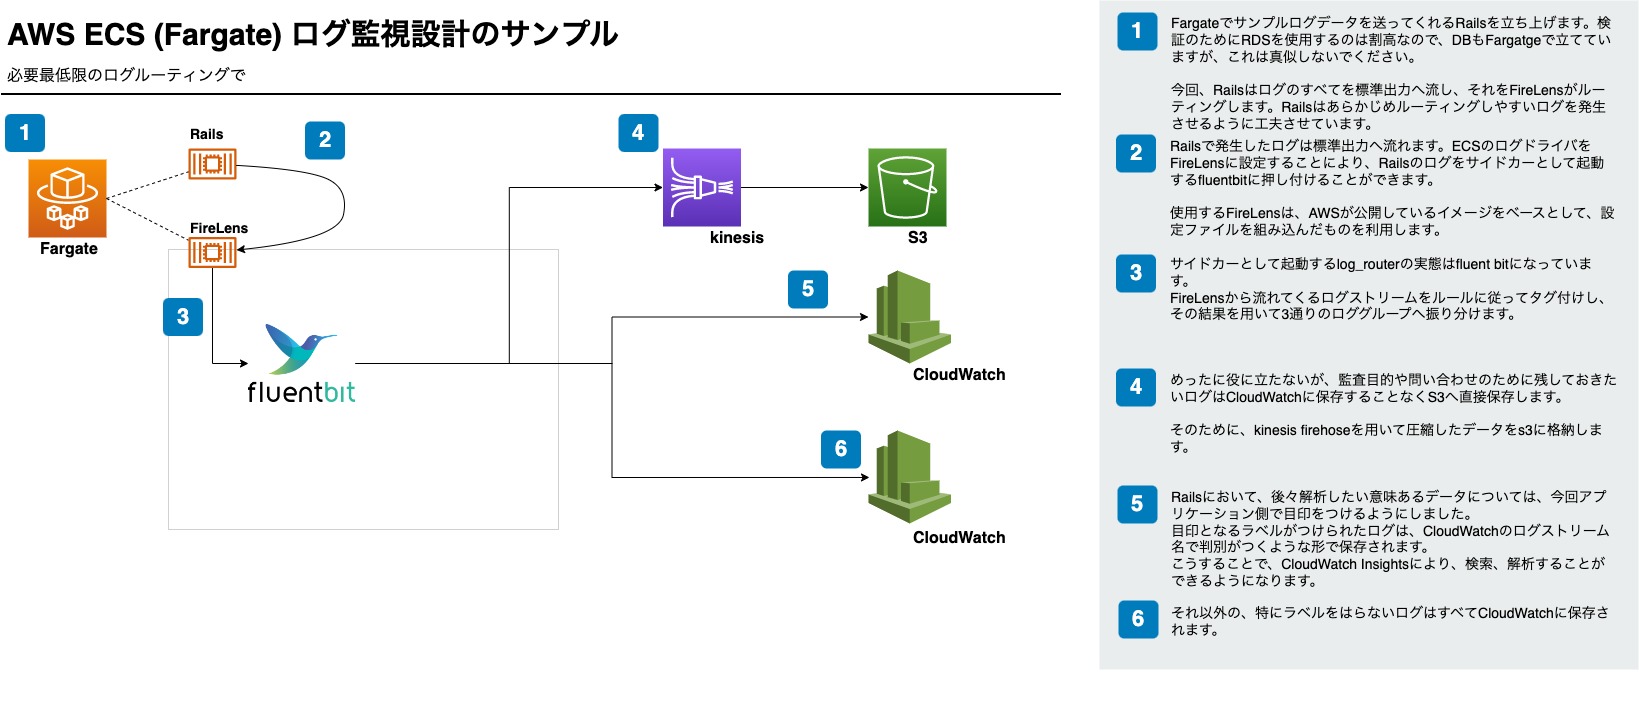 AWS ECS (Fargate) ログ監視設計のサンプル
必要最低限のログルーティングで
1
Fargate
Rails
2
FireLens
3
fluentbit
4
kinesis
S3
5
CloudWatch
6
CloudWatch
1
Fargateでサンプルログデータを送ってくれるRailsを立ち上げます。検
証のためにRDSを使用するのは割高なので、DBもFargatgeで立ててい
ますが、これは真似しないでください。
今回、Railsはログのすべてを標準出力へ流し、それをFireLensがルー
ティングします。Railsはあらかじめルーティングしやすいログを発生
させるように工夫させています。
2
Railsで発生したログは標準出力へ流れます。ECSのログドライバを
FireLensに設定することにより、Railsのログをサイドカーとして起動
するfluentbitに押し付けることができます。
使用するFireLensは、AWSが公開しているイメージをベースとして、設
定ファイルを組み込んだものを利用します。
3
サイドカーとして起動するlog_routerの実態はfluent bitになっていま
す。
FireLensから流れてくるログストリームをルールに従ってタグ付けし、
その結果を用いて3通りのロググループへ振り分けます。
4
めったに役に立たないが、監査目的や問い合わせのために残しておきた
いログはCloudWatchに保存することなくS3へ直接保存します。
そのために、kinesis firehoseを用いて圧縮したデータをs3に格納しま
す。
5
Railsにおいて、後々解析したい意味あるデータについては、今回アプ
リケーション側で目印をつけるようにしました。
目印となるラベルがつけられたログは、CloudWatchのログストリーム
名で判別がつくような形で保存されます。
こうすることで、CloudWatch Insightsにより、検索、解析することが
できるようになります。
6
それ以外の、特にラベルをはらないログはすべてCloudWatchに保存さ
れます。